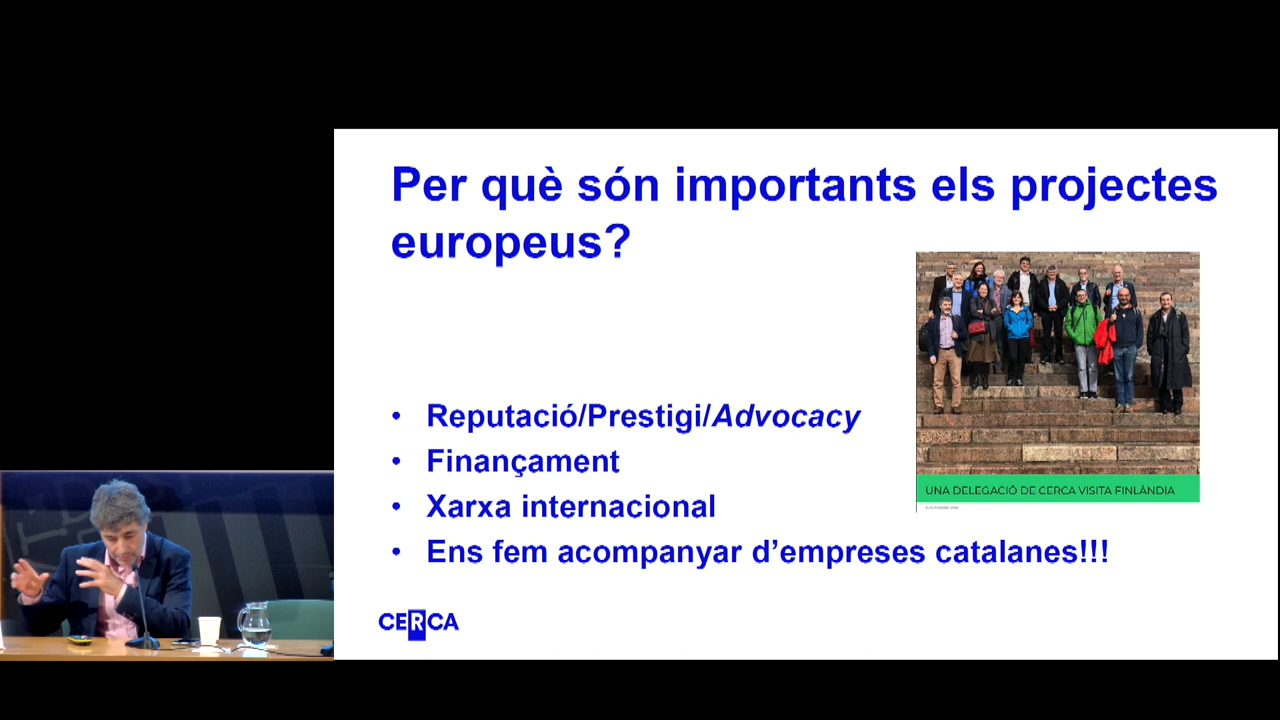 Per què són importants els projectes
europeus?
• Reputació/Prestigi/Advocacy
• Finançament
• Xarxa internacional
• Ens fem acompanyar d’empreses catalanes!!!
UNA DELEGACIÓ DE CERCA VISITA FINLÀNDIA
CERCA